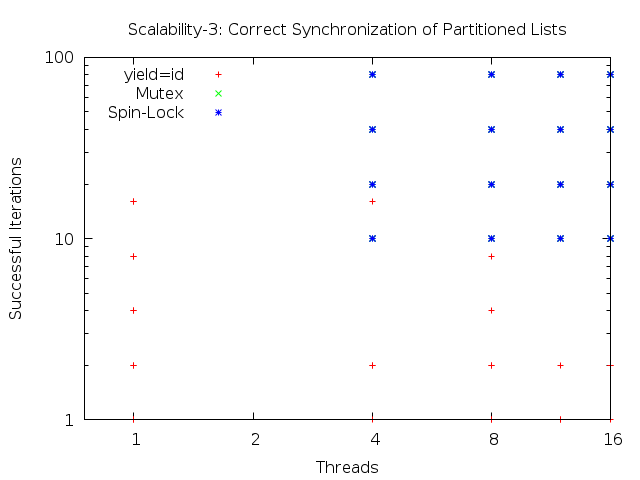 Scalability-3: Correct Synchronization of Partitioned Lists
100
yield=id
Mutex
Spin-Lock
Successful Iterations
10
1
1 2 4 8 16
Threads